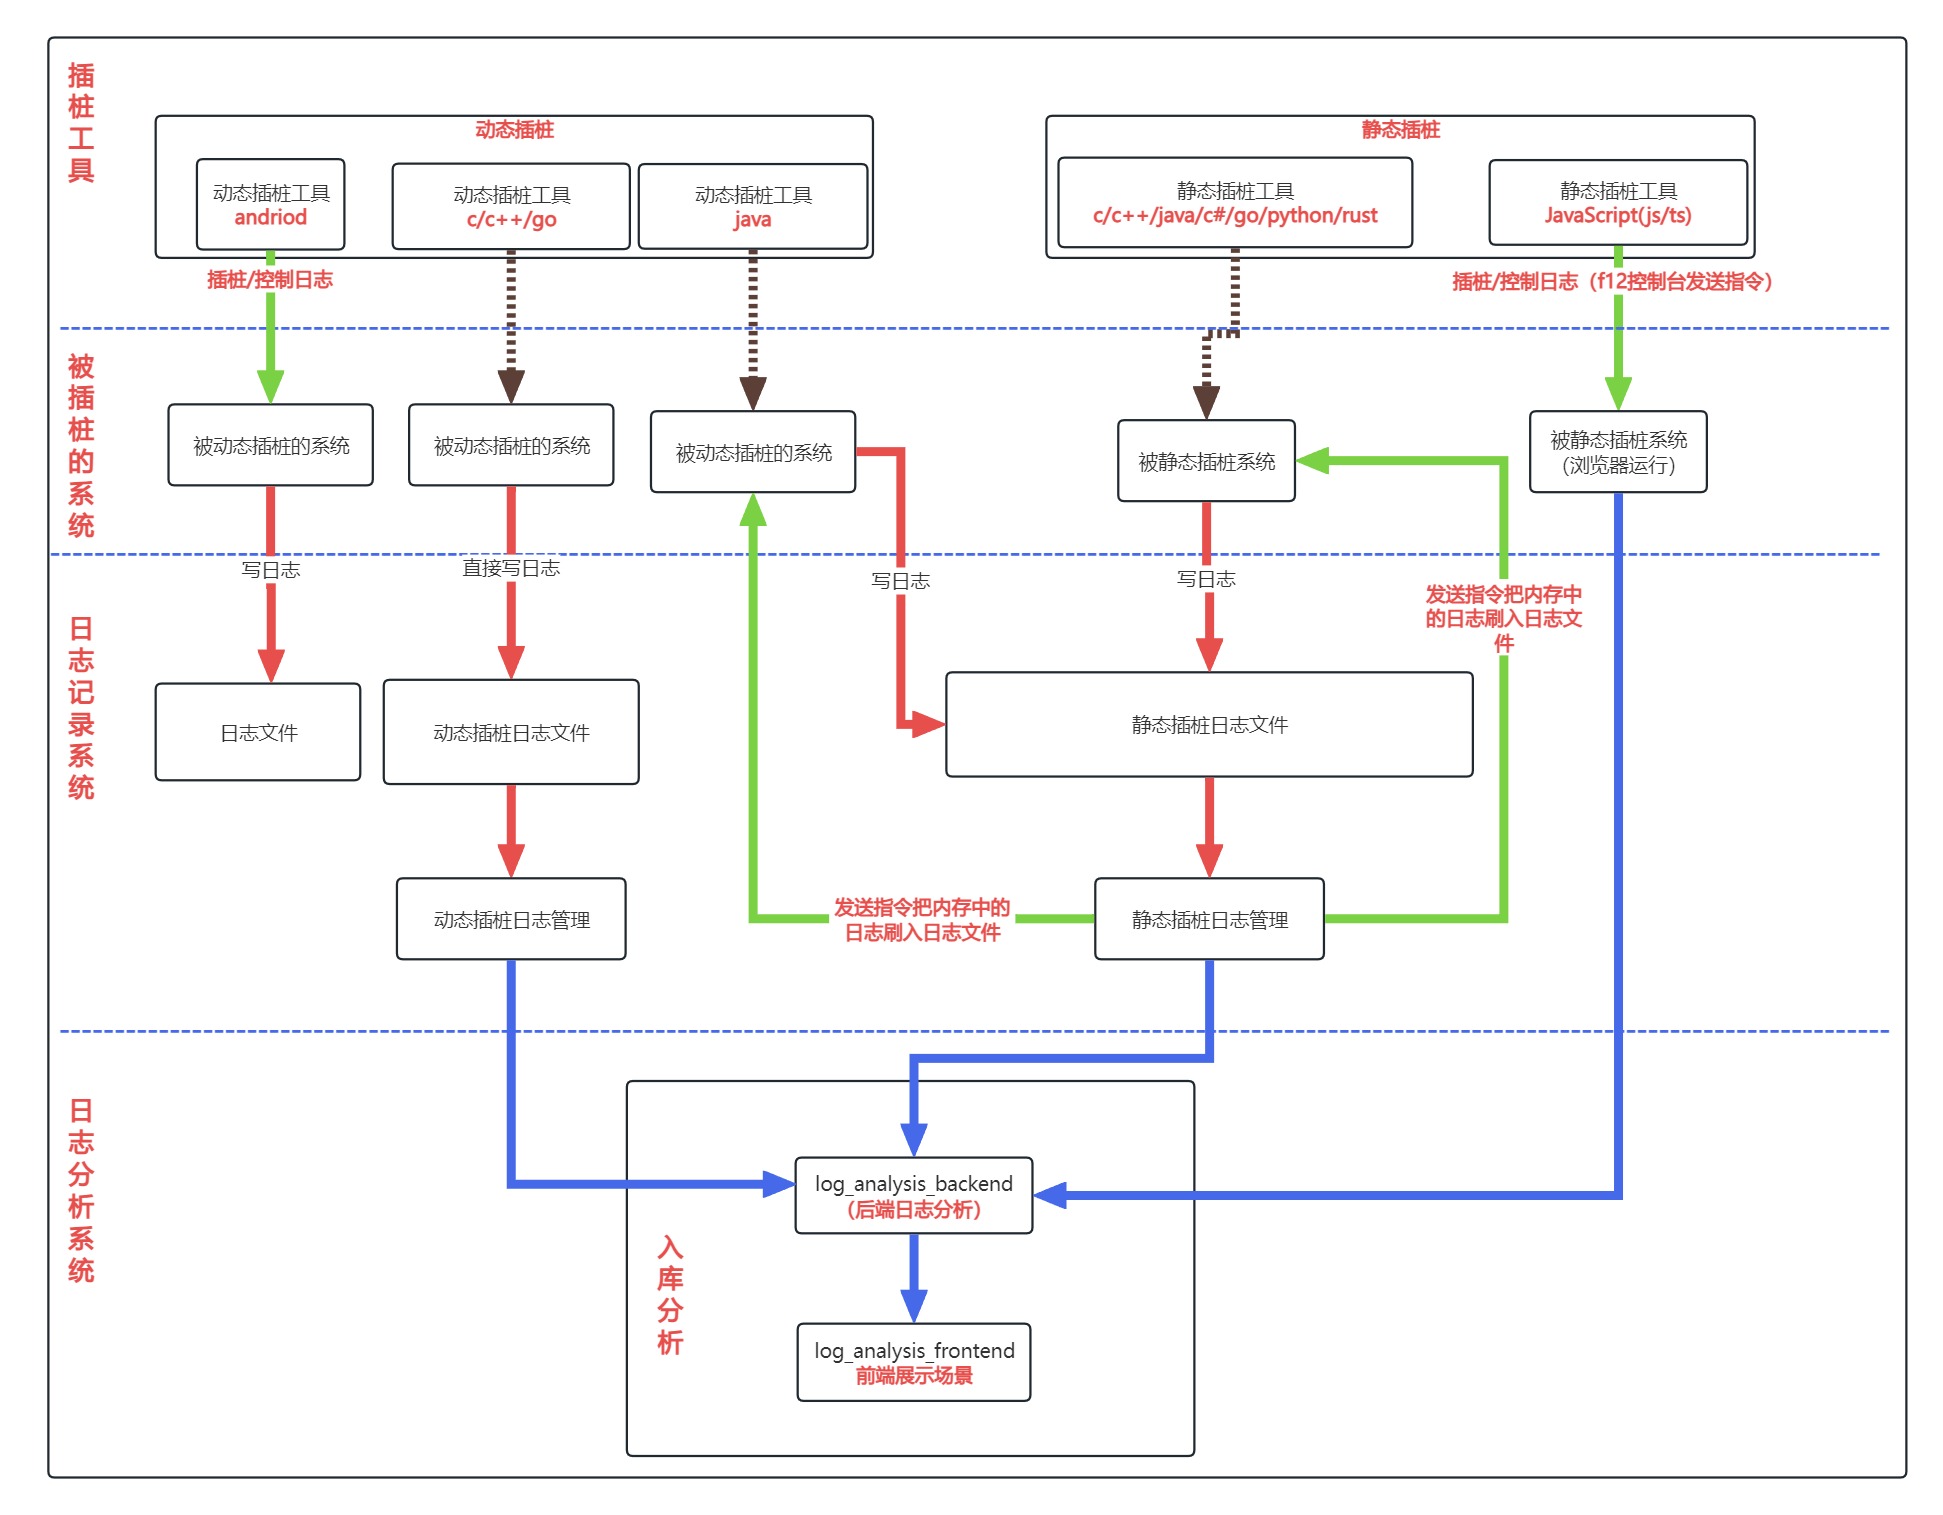 插桩工具
动态插桩
静态插桩
动态插桩工具
andriod
动态插桩工具
c/c++/go
动态插桩工具
java
静态插桩工具
c/c++/java/c#/go/python/rust
静态插桩工具
JavaScript(js/ts)
插桩/控制日志
插桩/控制日志（f12控制台发送指令）
被插桩的系统
被动态插桩的系统
被动态插桩的系统
被动态插桩的系统
被静态插桩系统
被静态插桩系统
（浏览器运行）
写日志
直接写日志
写日志
写日志
发送指令把内存中
的日志刷入日志文
件
日志记录系统
日志文件
动态插桩日志文件
静态插桩日志文件
动态插桩日志管理
发送指令把内存中的
日志刷入日志文件
静态插桩日志管理
日志分析系统
入库分析
log_analysis_backend
（后端日志分析）
log_analysis_frontend
前端展示场景